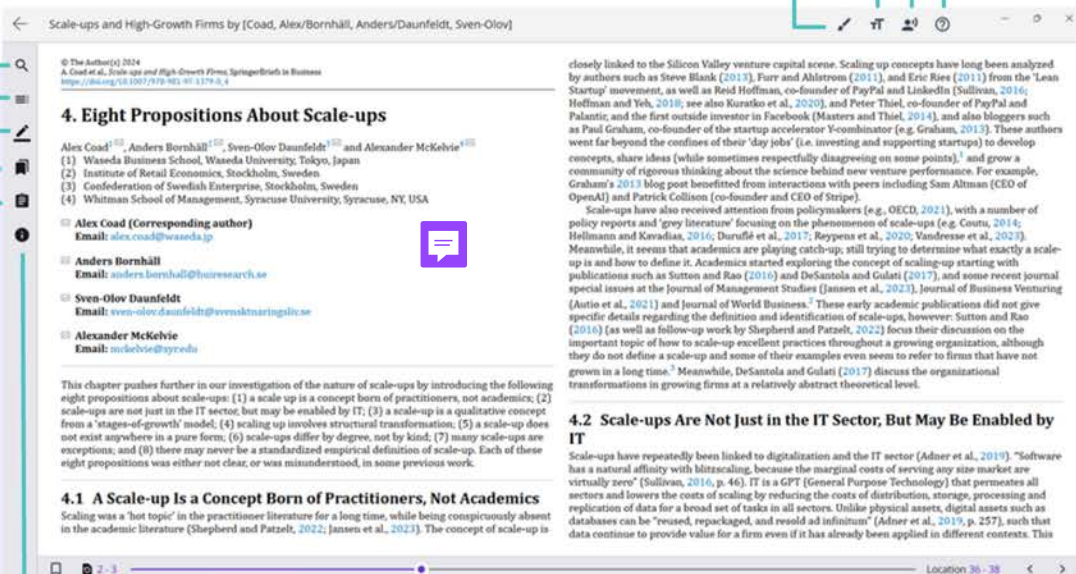 Scale-ups and High-Growth Firms by [Coad, Alex/Bornhäll, Anders/Daunfeldt, Sven-Olov]
© The Author(s) 2024
A. Coad et al., Scale-ups and High-Growth Firms, SpringerBriefs in Business
https://doi.org/10.1007/978-981-97-1379-0_4
4. Eight Propositions About Scale-ups
Alex Coad1, Anders Bornhäll2, Sven-Olov Daunfeldt3 and Alexander McKelvie4
(1) Waseda Business School, Waseda University, Tokyo, Japan
(2) Institute of Retail Economics, Stockholm, Sweden
(3) Confederation of Swedish Enterprise, Stockholm, Sweden
(4) Whitman School of Management, Syracuse University, Syracuse, NY, USA
Alex Coad (Corresponding author)
Email: alex.coad@waseda.jp
Anders Bornhäll
Email: anders.bornhall@huiresearch.se
Sven-Olov Daunfeldt
Email: sven-olov.daunfeldt@svensktnaringsliv.se
Alexander McKelvie
Email: mckelvie@syr.edu
This chapter pushes further in our investigation of the nature of scale-ups by introducing the following
eight propositions about scale-ups: (1) a scale up is a concept born of practitioners, not academics; (2)
scale-ups are not just in the IT sector, but may be enabled by IT; (3) a scale-up is a qualitative concept
from a 'stages-of-growth' model; (4) scaling up involves structural transformation; (5) a scale-up does
not exist anywhere in a pure form; (6) scale-ups differ by degree, not by kind; (7) many scale-ups are
exceptions; and (8) there may never be a standardized empirical definition of scale-up. Each of these
eight propositions was either not clear, or was misunderstood, in some previous work.
4.1 A Scale-up Is a Concept Born of Practitioners, Not Academics
Scaling was a 'hot topic' in the practitioner literature for a long time, while being conspicuously absent
in the academic literature (Shepherd and Patzelt, 2022; Jansen et al., 2023). The concept of scale-up is
closely linked to the Silicon Valley venture capital scene. Scaling up concepts have long been analyzed
by authors such as Steve Blank (2013), Furr and Ahlstrom (2011), and Eric Ries (2011) from the 'Lean
Startup' movement, as well as Reid Hoffman, co-founder of PayPal and LinkedIn (Sullivan, 2016;
Hoffman and Yeh, 2018; see also Kuratko et al., 2020), and Peter Thiel, co-founder of PayPal and
Palantir, and the first outside investor in Facebook (Masters and Thiel, 2014), and also bloggers such
as Paul Graham, co-founder of the startup accelerator Y-combinator (e.g. Graham, 2013). These authors
went far beyond the confines of their 'day jobs' (i.e. investing and supporting startups) to develop
concepts, share ideas (while sometimes respectfully disagreeing on some points),1 and grow a
community of rigorous thinking about the science behind new venture performance. For example,
Graham's 2013 blog post benefitted from interactions with peers including Sam Altman (CEO of
OpenAI) and Patrick Collison (co-founder and CEO of Stripe).
Scale-ups have also received attention from policymakers (e.g., OECD, 2021), with a number of
policy reports and 'grey literature' focusing on the phenomenon of scale-ups (e.g. Coutu, 2014;
Hellmann and Kavadias, 2016; Duruflé et al., 2017; Reypens et al., 2020; Vandresse et al., 2023).
Meanwhile, it seems that academics are playing catch-up; still trying to determine what exactly a scale-
up is and how to define it. Academics started exploring the concept of scaling-up starting with
publications such as Sutton and Rao (2016) and DeSantola and Gulati (2017), and some recent journal
special issues at the Journal of Management Studies (Jansen et al., 2023), Journal of Business Venturing
(Autio et al., 2021) and Journal of World Business.2 These early academic publications did not give
specific details regarding the definition and identification of scale-ups, however: Sutton and Rao
(2016) (as well as follow-up work by Shepherd and Patzelt, 2022) focus their discussion on the
important topic of how to scale-up excellent practices throughout a growing organization, although
they do not define a scale-up and some of their examples even seem to refer to firms that have not
grown in a long time.3 Meanwhile, DeSantola and Gulati (2017) discuss the organizational
transformations in growing firms at a relatively abstract theoretical level.
4.2 Scale-ups Are Not Just in the IT Sector, But May Be Enabled by
IT
Scale-ups have repeatedly been linked to digitalization and the IT sector (Adner et al., 2019). "Software
has a natural affinity with blitzscaling, because the marginal costs of serving any size market are
virtually zero" (Sullivan, 2016, p. 46). IT is a GPT (General Purpose Technology) that permeates all
sectors and lowers the costs of scaling by reducing the costs of distribution, storage, processing and
replication of data for a broad set of tasks in all sectors. Unlike physical assets, digital assets such as
databases can be "reused, repackaged, and resold ad infinitum" (Adner et al., 2019, p. 257), such that
data continue to provide value for a firm even if it has already been applied in different contexts. This
2 - 3
Location 36 - 38